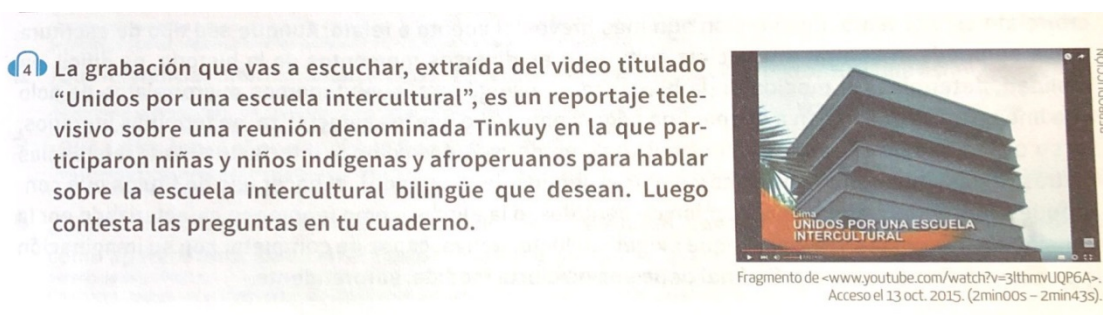 4 La grabación que vas a escuchar, extraída del video titulado
“Unidos por una escuela intercultural”, es un reportaje tele-
visivo sobre una reunión denominada Tinkuy en la que par-
ticiparon niñas y niños indígenas y afroperuanos para hablar
sobre la escuela intercultural bilingüe que desean. Luego
contesta las preguntas en tu cuaderno.
Lima
UNIDOS POR UNA ESCUELA
INTERCULTURAL
Fragmento de <www.youtube.com/watch?v=3lthmvUQP6A>.
Acceso el 13 oct. 2015. (2min00s – 2min43s).